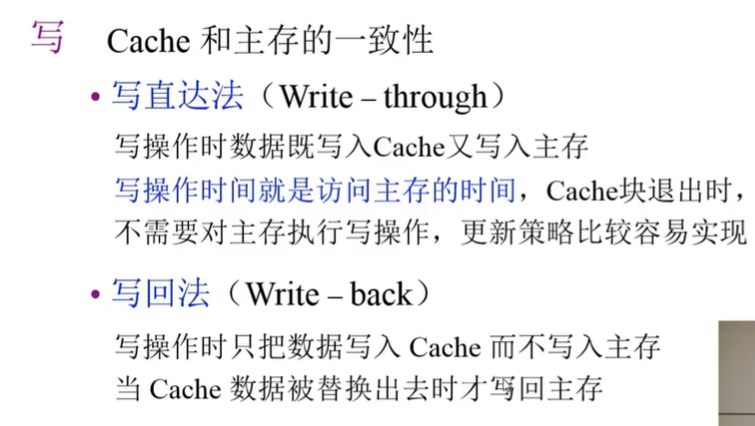 写 Cache 和主存的一致性
• 写直达法（Write – through）
写操作时数据既写入Cache又写入主存
写操作时间就是访问主存的时间，Cache块退出时，
不需要对主存执行写操作，更新策略比较容易实现
• 写回法（Write – back）
写操作时只把数据写入 Cache 而不写入主存
当 Cache 数据被替换出去时才写回主存